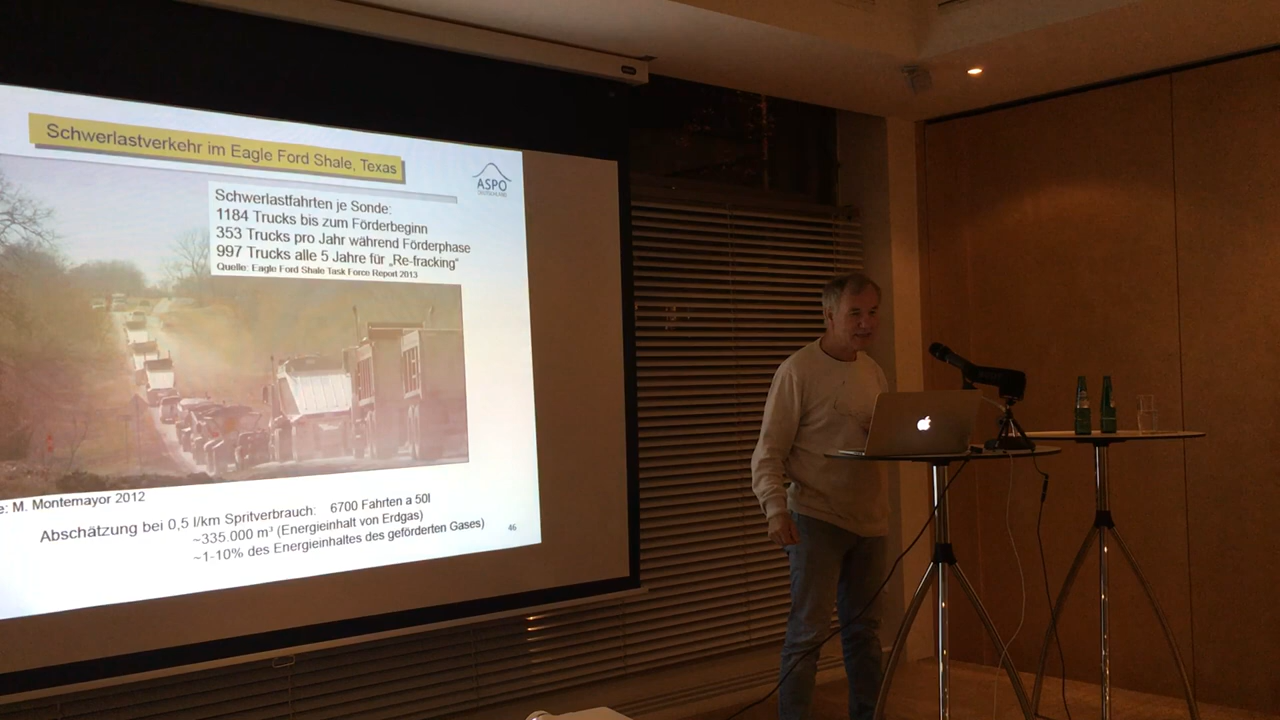 Schwerlastverkehr im Eagle Ford Shale, Texas
ASPO
DEUTSCHLAND
Schwerlastfahrten je Sonde:
1184 Trucks bis zum Förderbeginn
353 Trucks pro Jahr während Förderphase
997 Trucks alle 5 Jahre für „Re-fracking“
Quelle: Eagle Ford Shale Task Force Report 2013
e: M. Montemayor 2012
Abschätzung bei 0,5 l/km Spritverbrauch: 6700 Fahrten a 50l
~335.000 m³ (Energieinhalt von Erdgas)
~1-10% des Energieinhaltes des geförderten Gases)
46